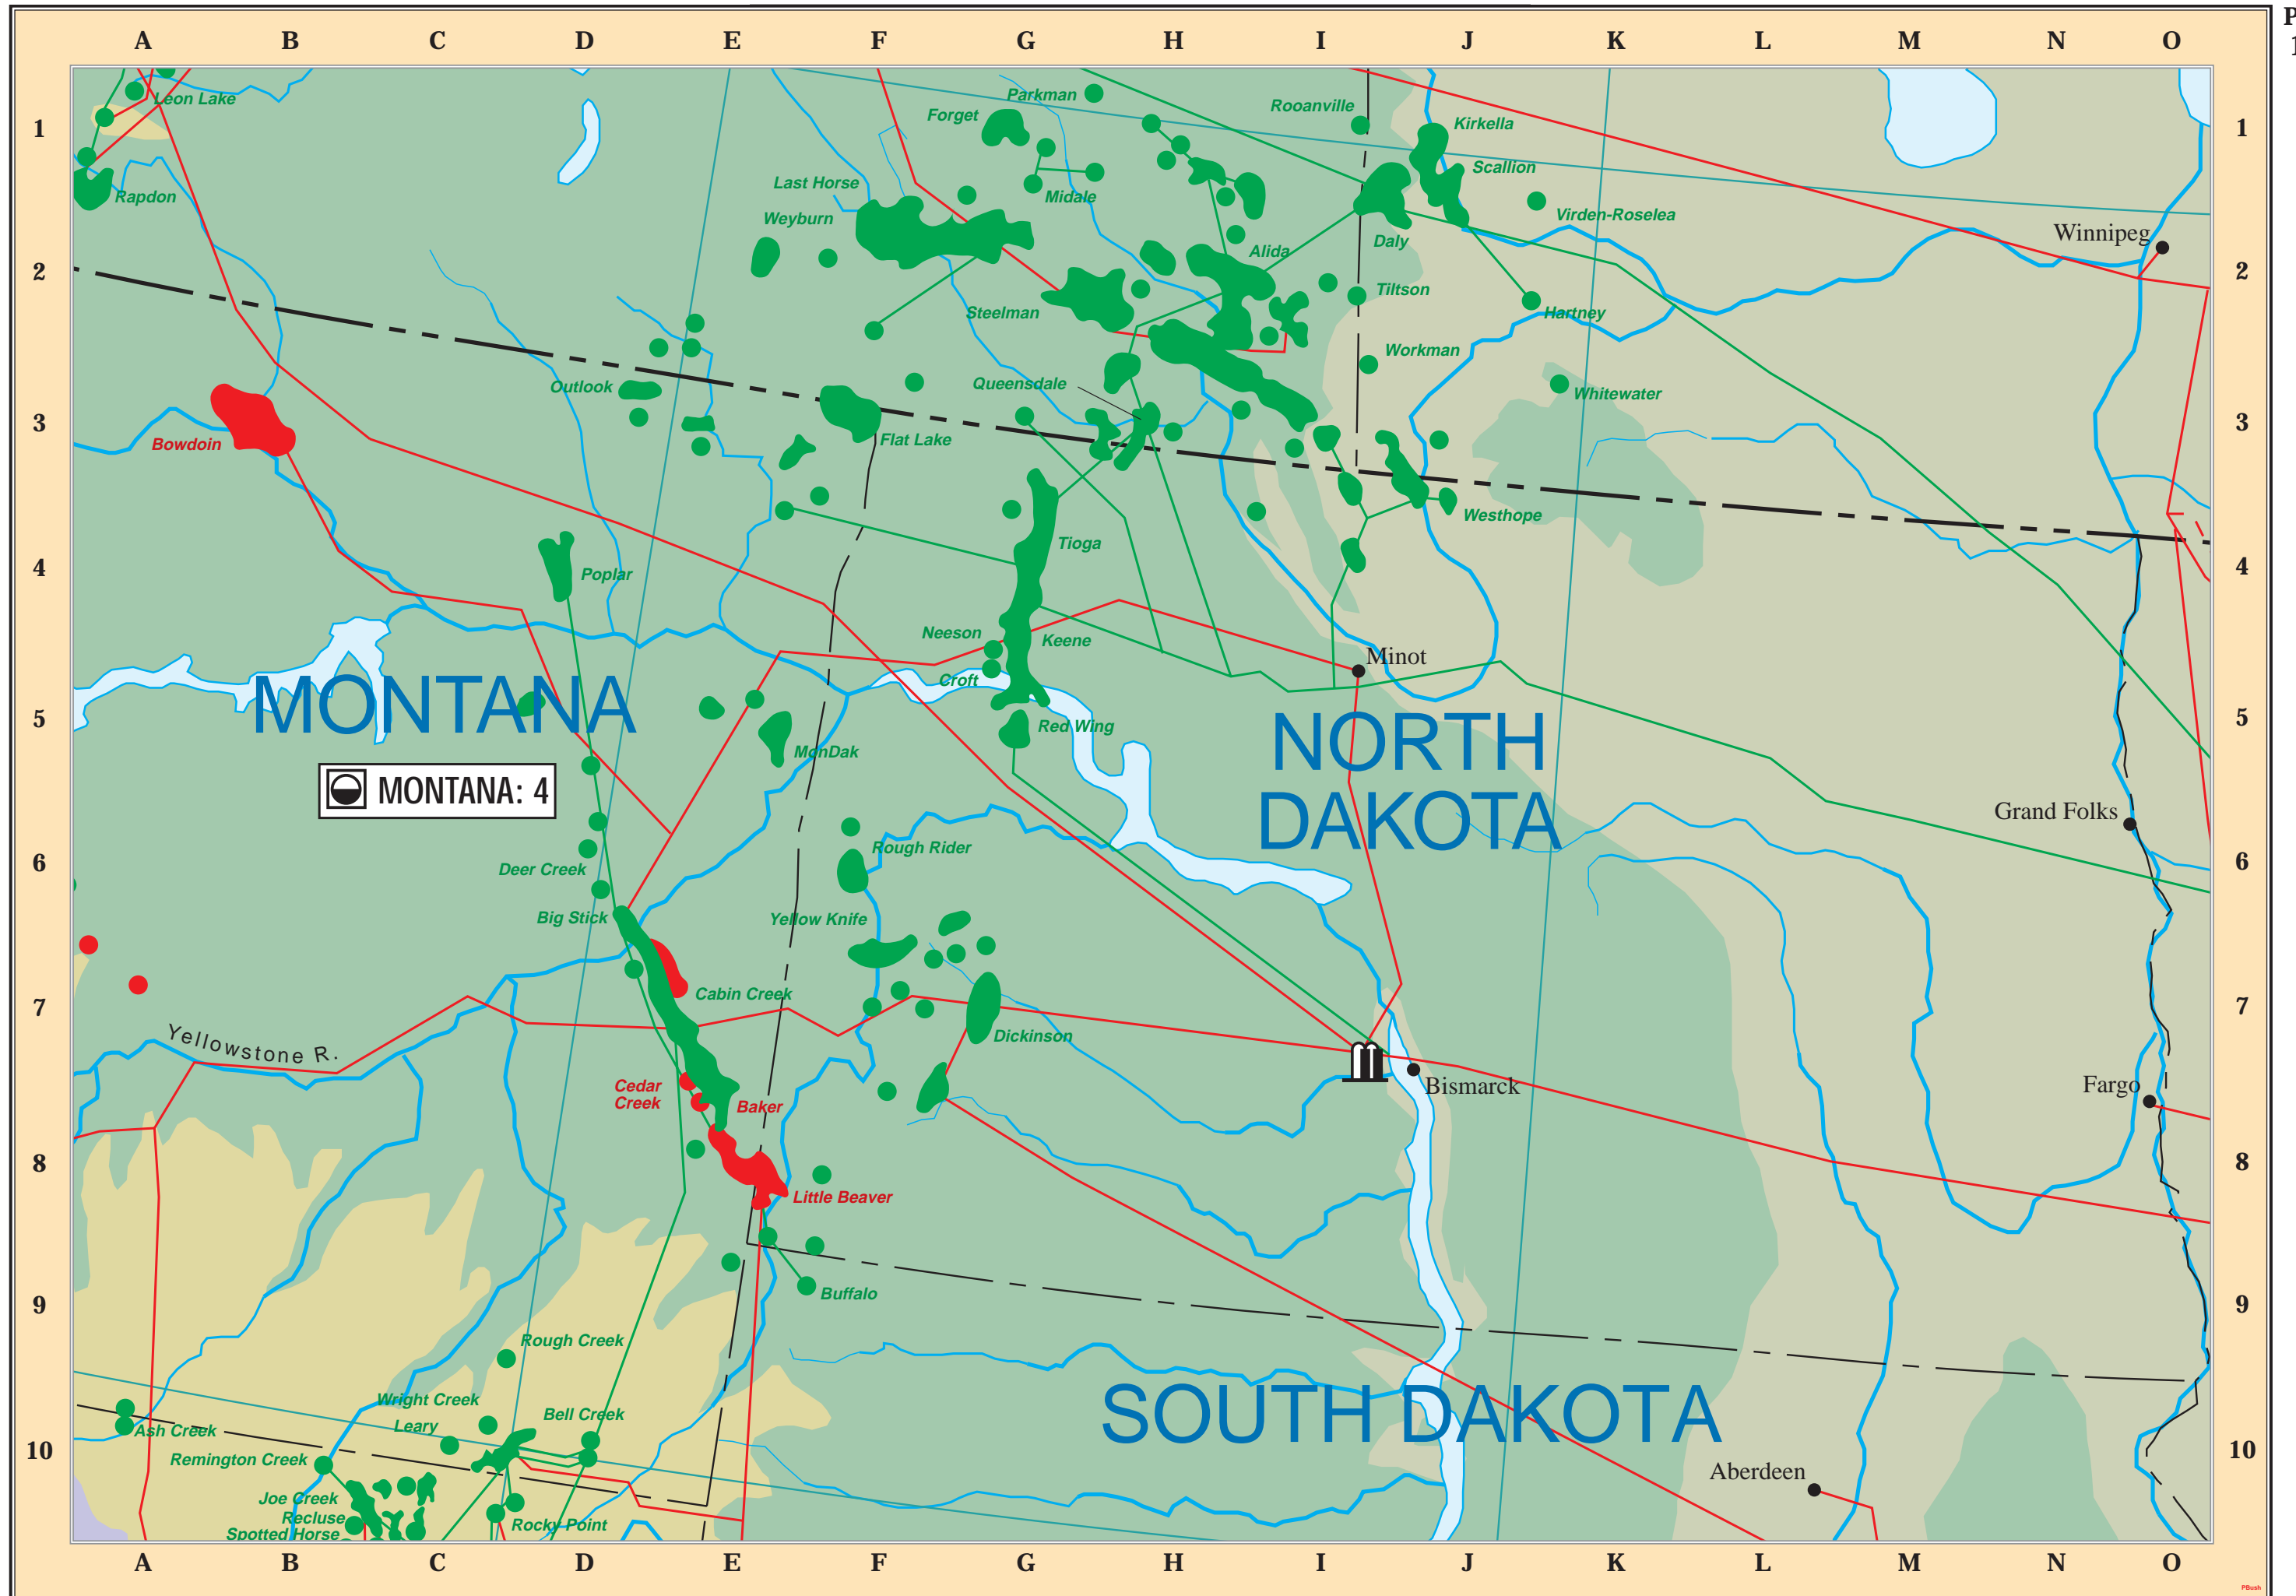 A B C D E F G H I J K L M N O
P
1
1 1
2 2
3 3
4 4
5 5
6 6
7 7
8 8
9 9
10 10
Leon Lake
Rapdon
Parkman
Forget
Rooanville
Kirkella
Scallion
Last Horse
Midale
Weyburn
Virden-Roselea
Winnipeg
Daly
Alida
Tiltson
Steelman
Hartney
Workman
Outlook
Queensdale
Whitewater
Bowdoin
Flat Lake
Westhope
Tioga
Poplar
Neeson
Keene
Minot
Croft
MONTANA
Red Wing
NORTH
DAKOTA
MonDak
MONTANA: 4
Grand Folks
Rough Rider
Deer Creek
Big Stick
Yellow Knife
Cabin Creek
Yellowstone R.
Dickinson
Cedar
Creek
Baker
Bismarck
Fargo
Little Beaver
Buffalo
Rough Creek
Wright Creek
Leary
Bell Creek
SOUTH DAKOTA
Ash Creek
Remington Creek
Aberdeen
Joe Creek
Recluse
Spotted Horse
Rocky Point
A B C D E F G H I J K L M N O
PBush